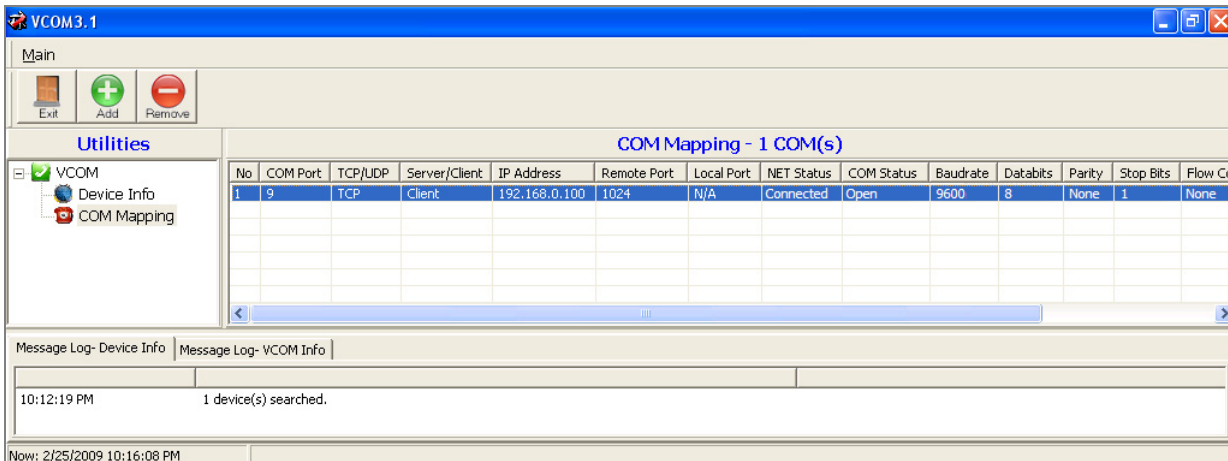 VCOM3.1
Main
Exit Add Remove
Utilities
COM Mapping - 1 COM(s)
VCOM
Device Info
COM Mapping
No COM Port TCP/UDP Server/Client IP Address Remote Port Local Port NET Status COM Status Baudrate Databits Parity Stop Bits Flow Co
1 9 TCP Client 192.168.0.100 1024 N/A Connected Open 9600 8 None 1 None
Message Log- Device Info Message Log- VCOM Info
10:12:19 PM 1 device(s) searched.
Now: 2/25/2009 10:16:08 PM